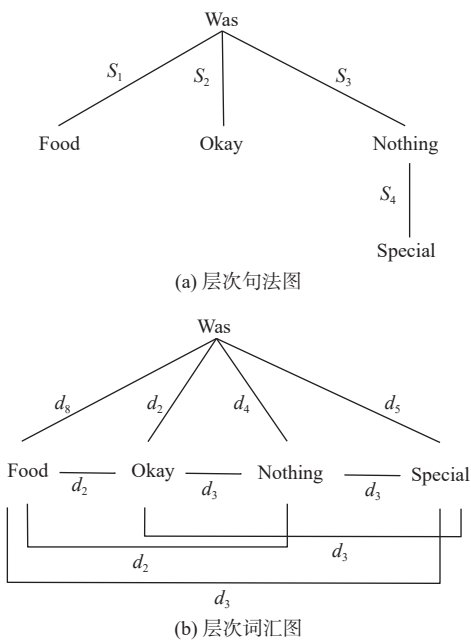 Was
S₁ S₂ S₃
Food Okay Nothing
S₄
Special
(a) 层次句法图
Was
d₈ d₂ d₄ d₅
Food Okay Nothing Special
d₂ d₃ d₃
d₃
d₂
d₃
(b) 层次词汇图